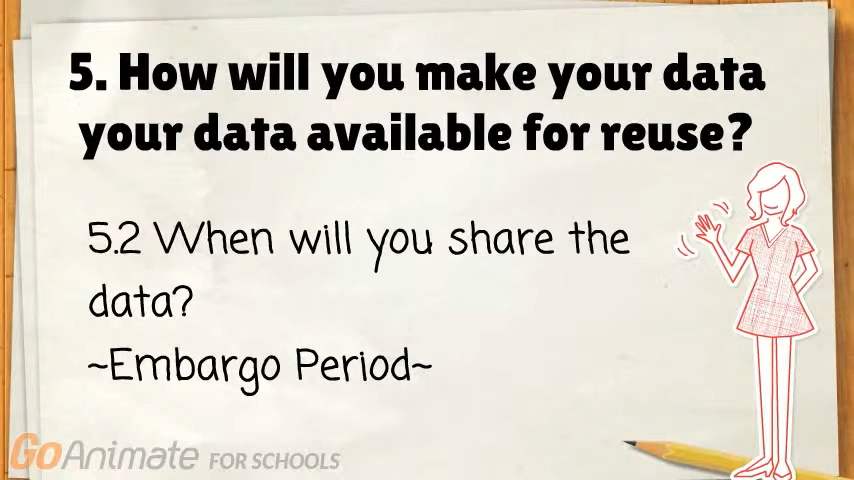 5. How will you make your data
your data available for reuse?
5.2 When will you share the
data?
~Embargo Period~
GoAnimate FOR SCHOOLS